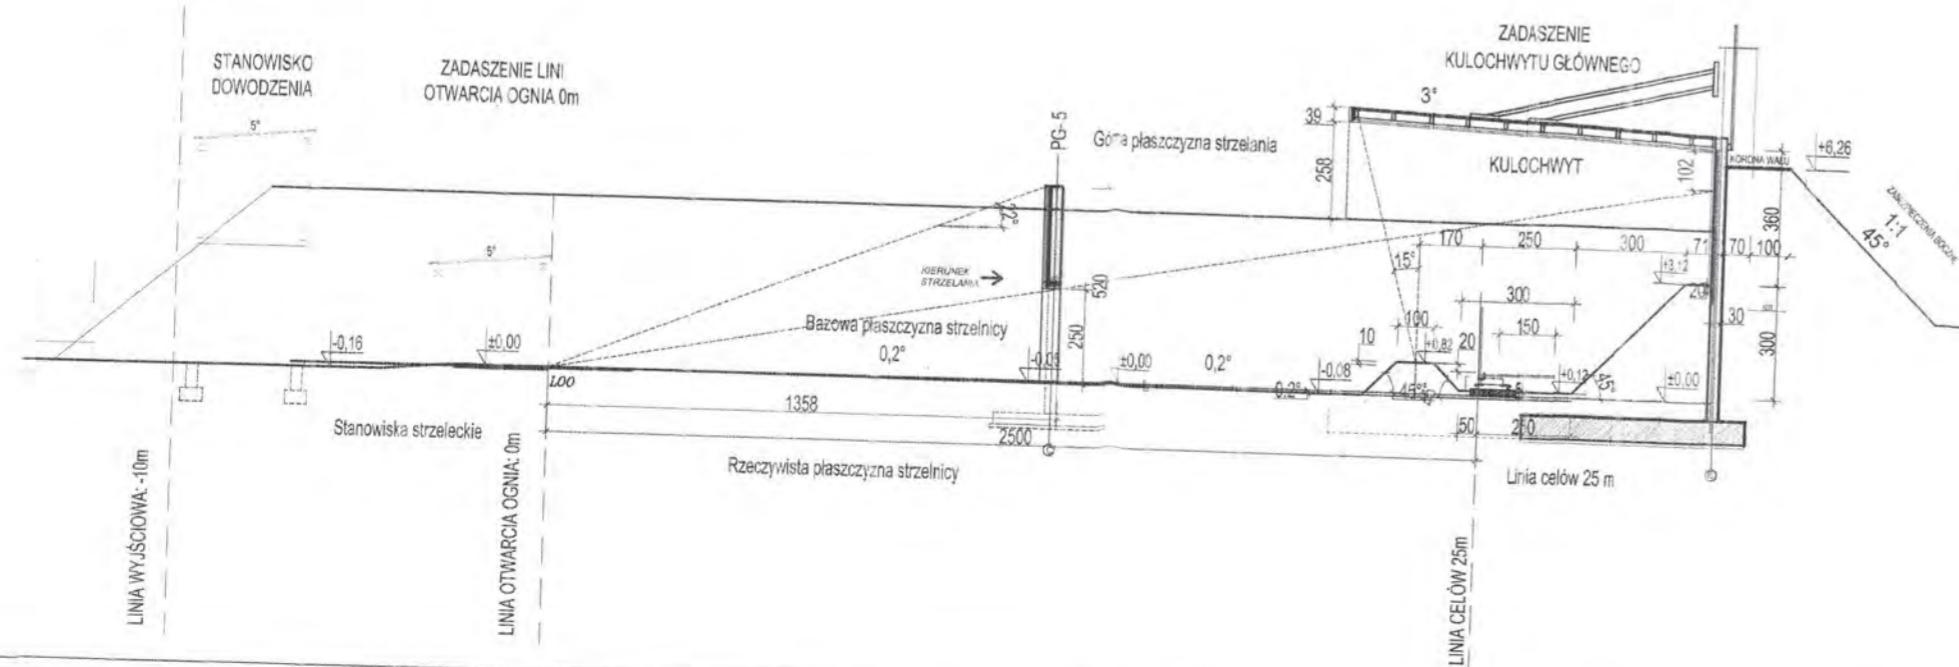 STANOWISKO
DOWODZENIA
5°
ZADASZENIE LINI
OTWARCIA OGNIA 0m
5°
PG- 5
Górna płaszczyzna strzelania
ZADASZENIE
KULOCHWYTU GŁÓWNEGO
3°
39
258
KULOCHWYT
102
KORONA WAŁU
+6,26
ZABEZPIECZENIA BOCZNE
1:1
45°
360
22°
KIERUNEK
STRZELANIA
520
250
170
250
300
71
70
100
15°
+3,12
20
300
100
150
30
300
10
20
+0,82
Bazowa płaszczyzna strzelnicy
0,2°
-0,16
±0,00
-0,05
±0,00
0,2°
-0,08
0,2°
45°
+0,12
45°
±0,00
LOO
1358
2500
50
250
Stanowiska strzeleckie
Rzeczywista płaszczyzna strzelnicy
Linia celów 25 m
LINIA WYJŚCIOWA: -10m
LINIA OTWARCIA OGNIA: 0m
LINIA CELÓW 25m